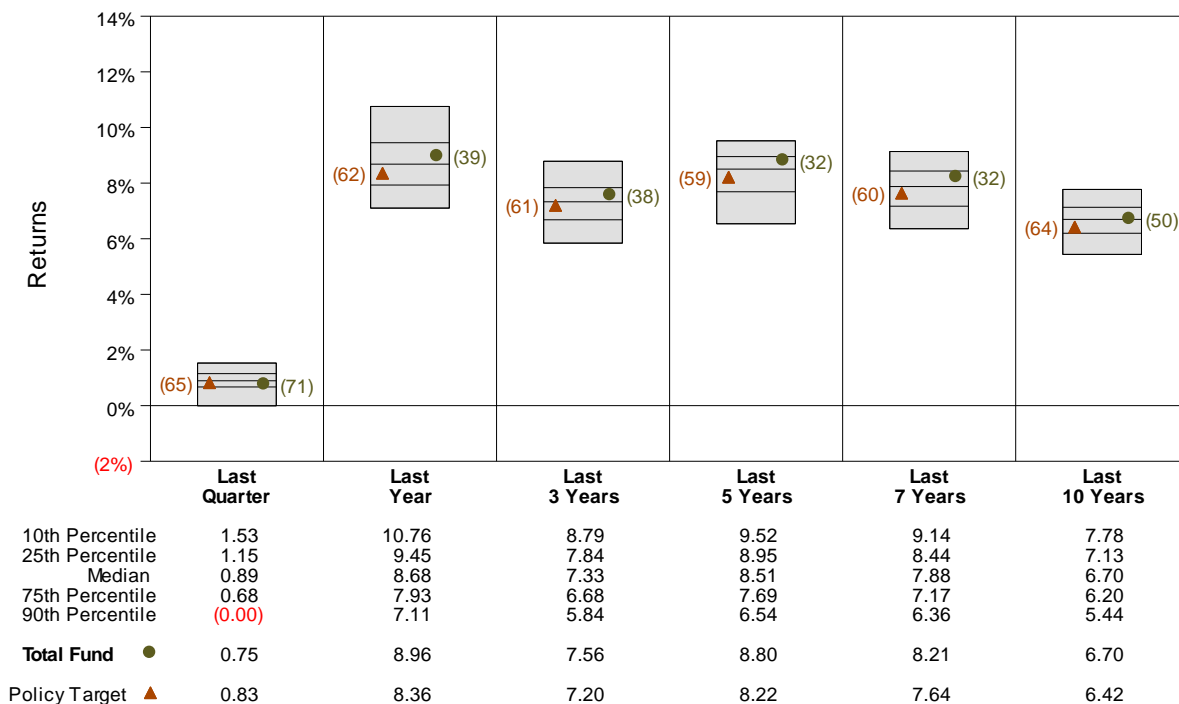 14%
12%
10%
8%
6%
4%
2%
0%
(2%)
Returns
(65) (71)
(62) (39)
(61) (38)
(59) (32)
(60) (32)
(64) (50)
Last Quarter Last Year Last 3 Years Last 5 Years Last 7 Years Last 10 Years
10th Percentile 1.53 10.76 8.79 9.52 9.14 7.78
25th Percentile 1.15 9.45 7.84 8.95 8.44 7.13
Median 0.89 8.68 7.33 8.51 7.88 6.70
75th Percentile 0.68 7.93 6.68 7.69 7.17 6.20
90th Percentile (0.00) 7.11 5.84 6.54 6.36 5.44
Total Fund 0.75 8.96 7.56 8.80 8.21 6.70
Policy Target 0.83 8.36 7.20 8.22 7.64 6.42